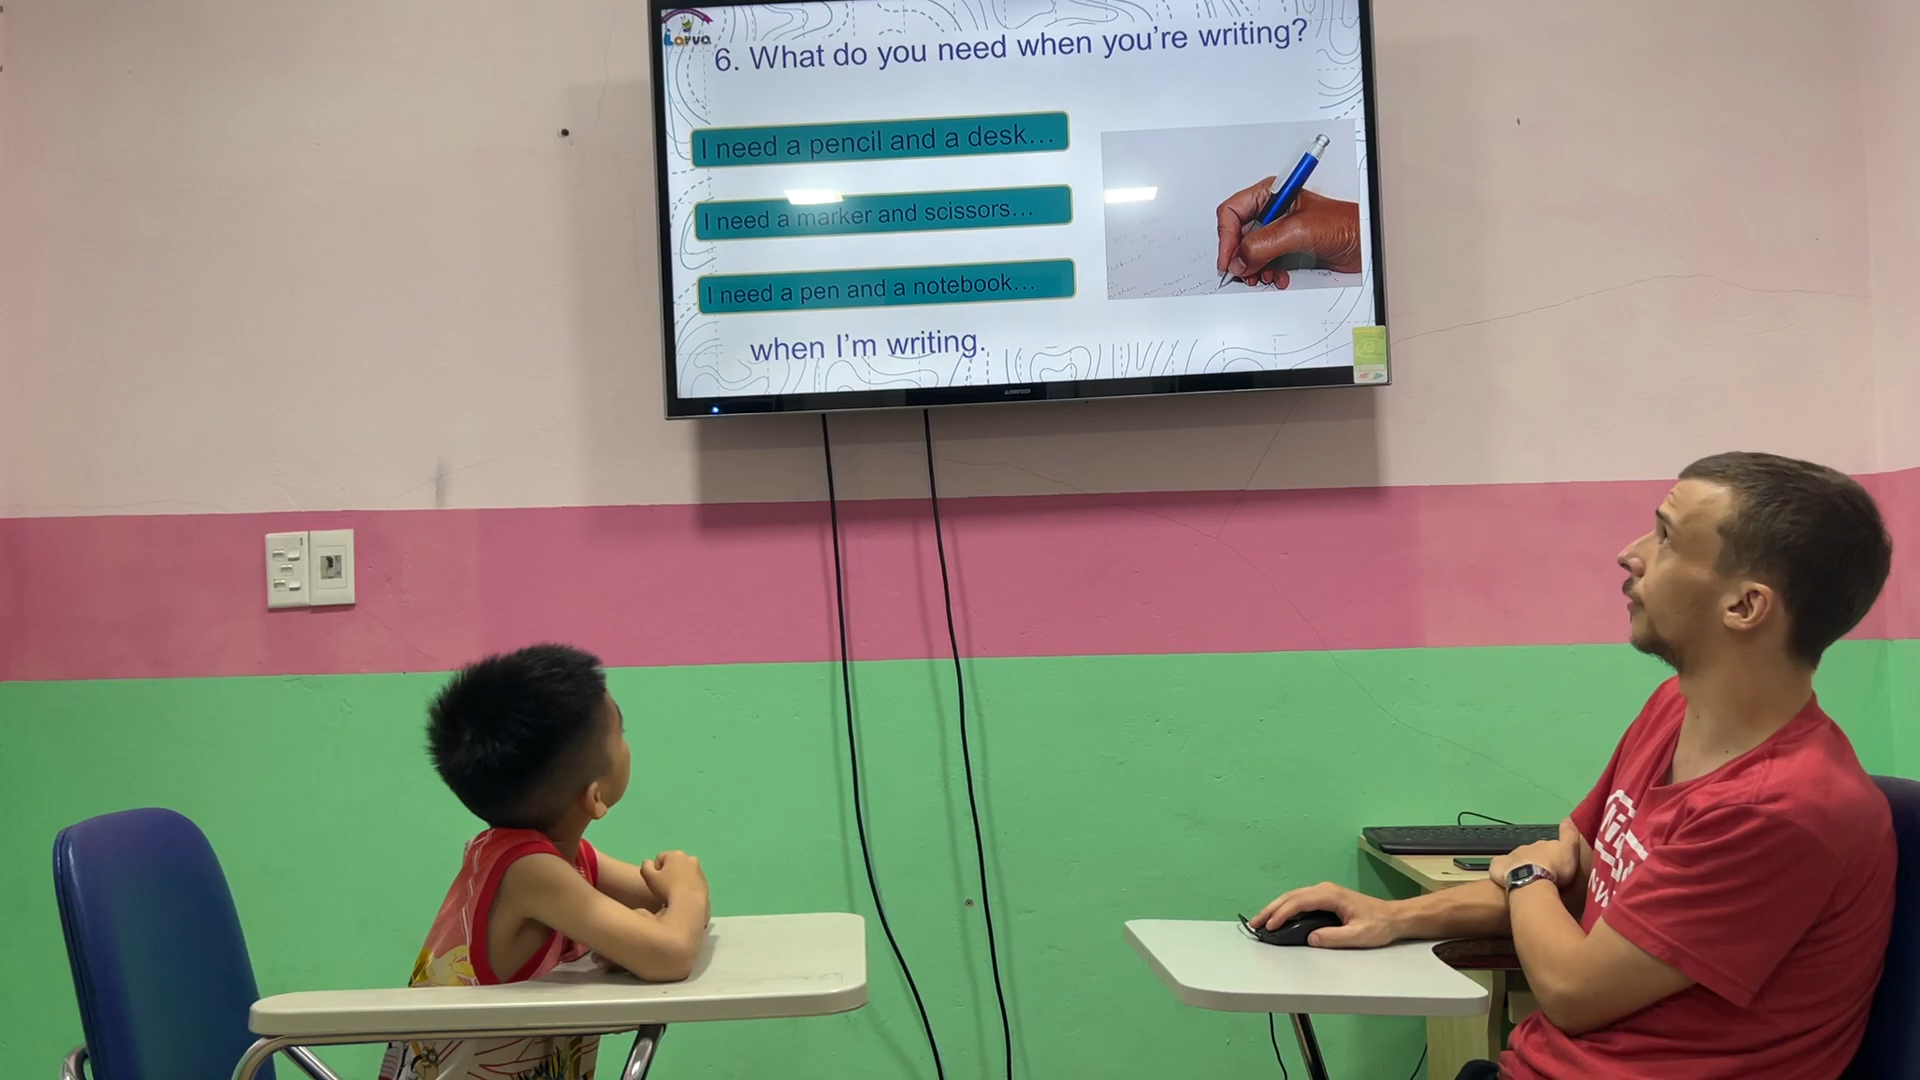 Larva
6. What do you need when you're writing?
I need a pencil and a desk...
I need a marker and scissors...
I need a pen and a notebook...
when I'm writing.